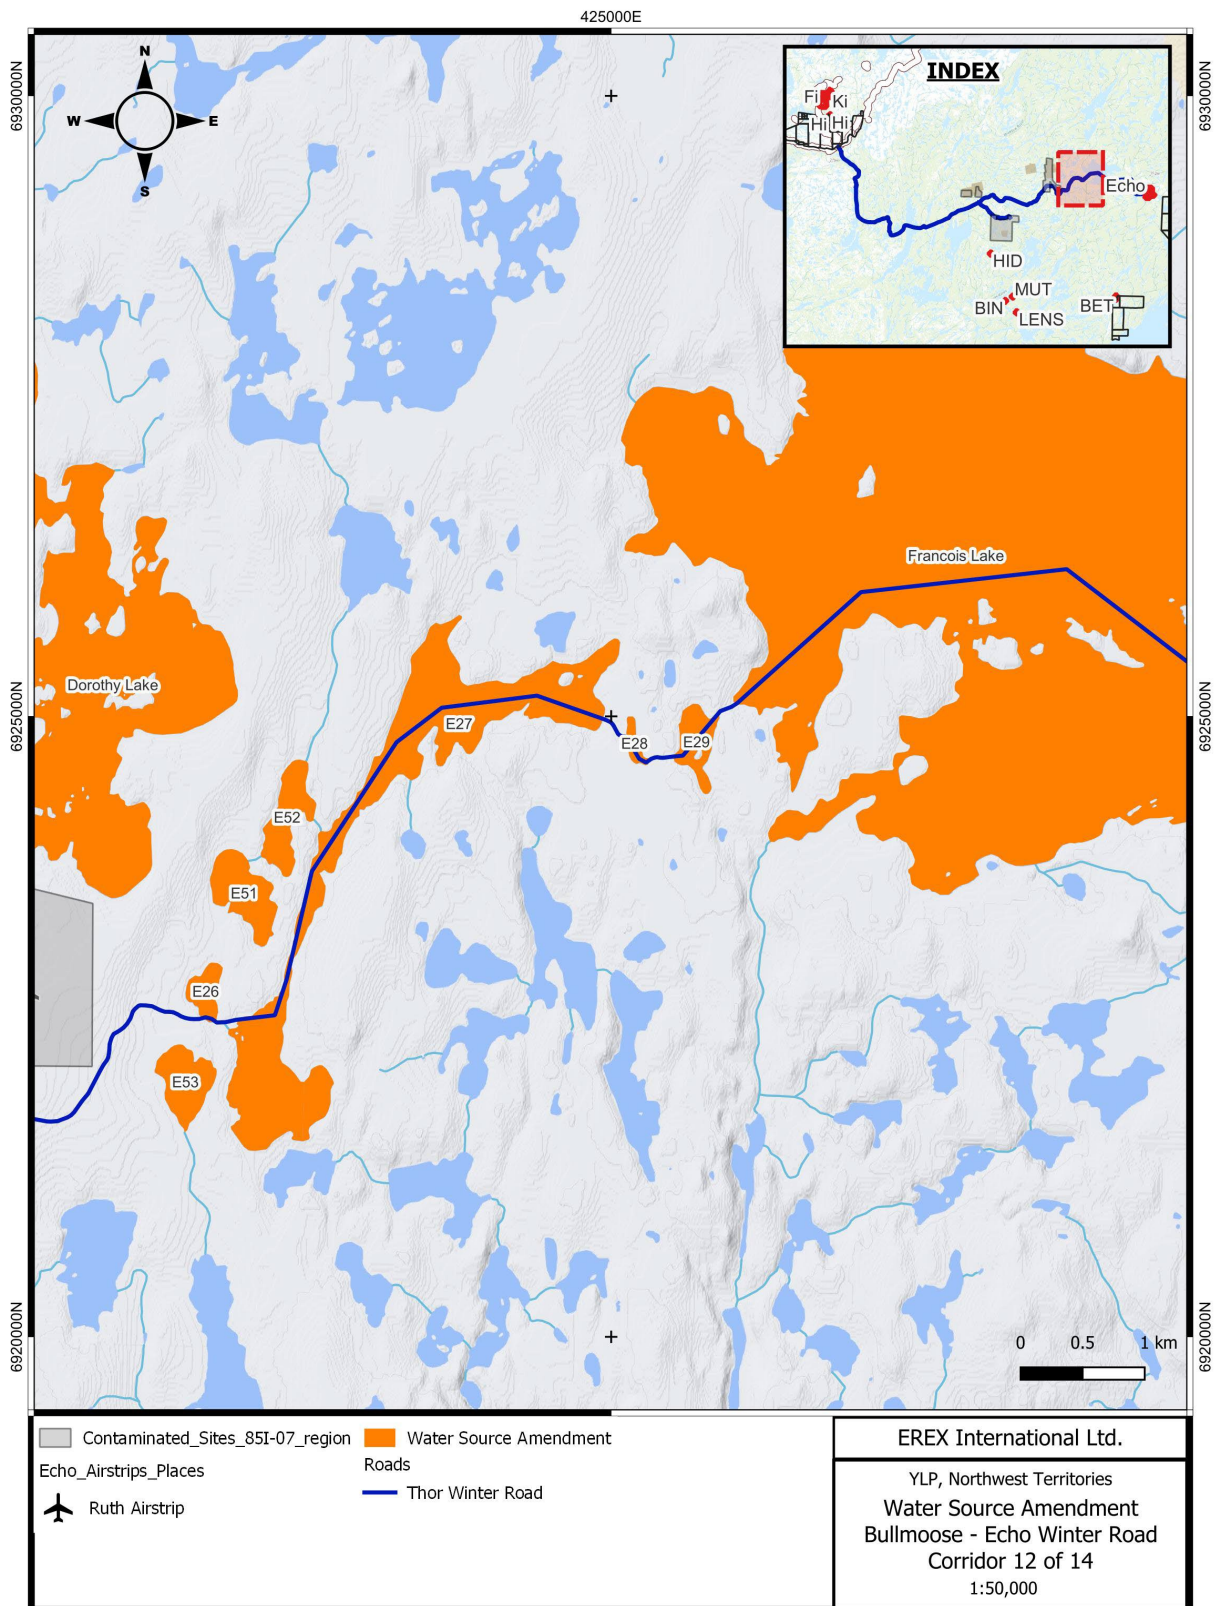 425000E
6930000N
6930000N
N
W
E
S
INDEX
Fi
Ki
Hi
Hi
Echo
HID
MUT
BIN
LENS
BET
Francois Lake
Dorothy Lake
6925000N
6925000N
E27
E28
E29
E52
E51
E26
E53
6920000N
6920000N
0 0.5 1 km
Contaminated_Sites_85I-07_region
Echo_Airstrips_Places
Ruth Airstrip
Water Source Amendment
Roads
Thor Winter Road
EREX International Ltd.
YLP, Northwest Territories
Water Source Amendment
Bullmoose - Echo Winter Road
Corridor 12 of 14
1:50,000